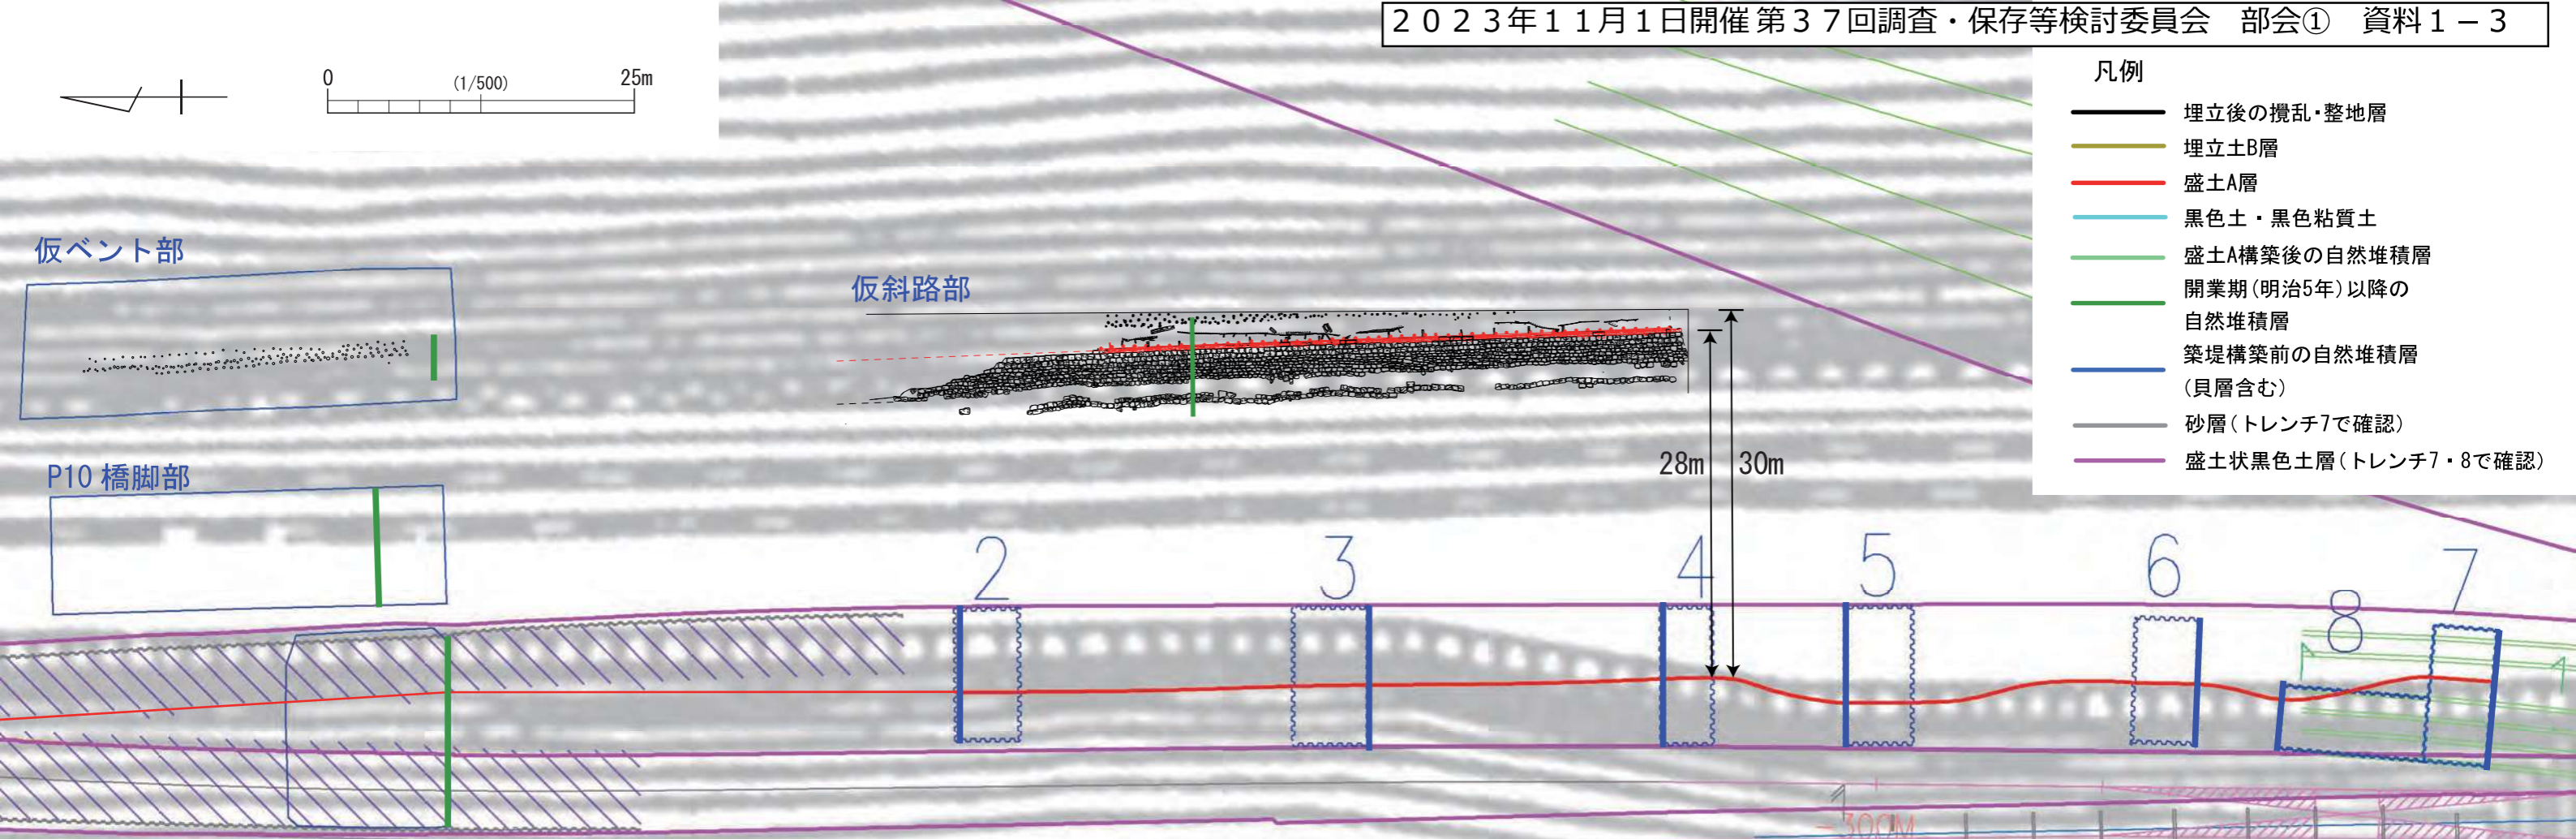 ２０２３年１１月１日開催 第３７回調査・保存等検討委員会　部会①　資料１－３
0 (1/500) 25m
凡例
埋立後の攪乱・整地層
埋立土B層
盛土A層
黒色土・黒色粘質土
盛土A構築後の自然堆積層
開業期(明治5年)以降の
自然堆積層
築堤構築前の自然堆積層
(貝層含む)
砂層(トレンチ7で確認)
盛土状黒色土層(トレンチ7・8で確認)
仮ベント部
仮斜路部
P10 橋脚部
28m 30m
2 3 4 5 6 8 7
-300M